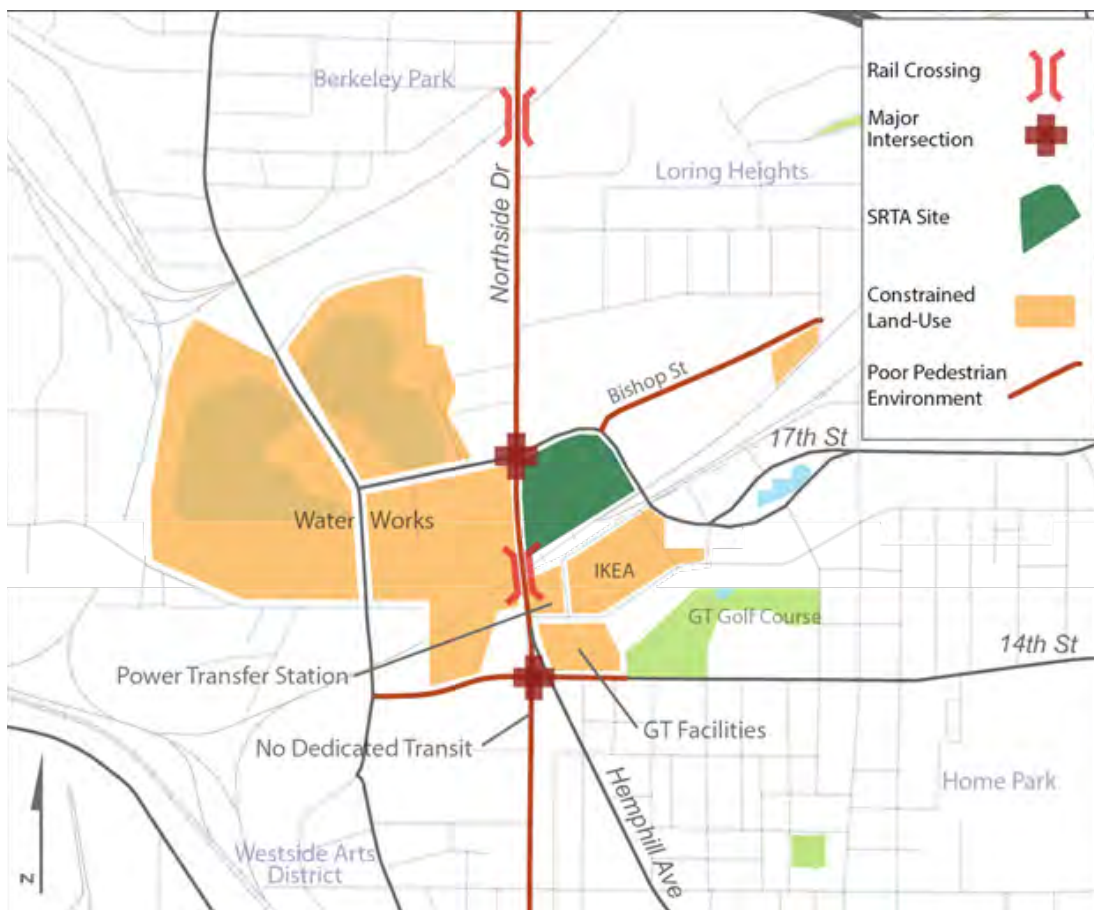 Berkeley Park
Northside Dr
Loring Heights
Bishop St
17th St
Water Works
IKEA
GT Golf Course
14th St
Power Transfer Station
GT Facilities
No Dedicated Transit
Hemphill Ave
Home Park
Westside Arts
District
N
Rail Crossing
Major
Intersection
SRTA Site
Constrained
Land-Use
Poor Pedestrian
Environment